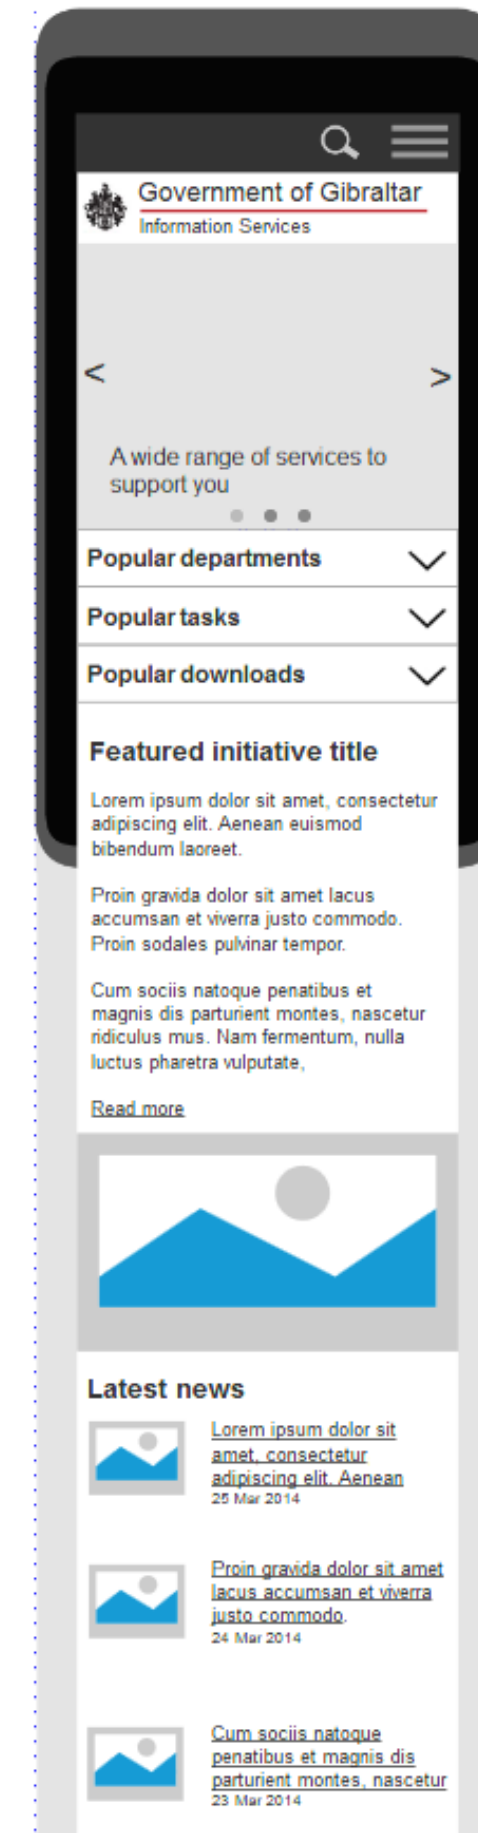 Government of Gibraltar
Information Services
<
>
A wide range of services to
support you
Popular departments
Popular tasks
Popular downloads
Featured initiative title
Lorem ipsum dolor sit amet, consectetur
adipiscing elit. Aenean euismod
bibendum laoreet.
Proin gravida dolor sit amet lacus
accumsan et viverra justo commodo.
Proin sodales pulvinar tempor.
Cum sociis natoque penatibus et
magnis dis parturient montes, nascetur
ridiculus mus. Nam fermentum, nulla
luctus pharetra vulputate,
Read more
Latest news
Lorem ipsum dolor sit
amet, consectetur
adipiscing elit. Aenean
25 Mar 2014
Proin gravida dolor sit amet
lacus accumsan et viverra
justo commodo.
24 Mar 2014
Cum sociis natoque
penatibus et magnis dis
parturient montes, nascetur
23 Mar 2014